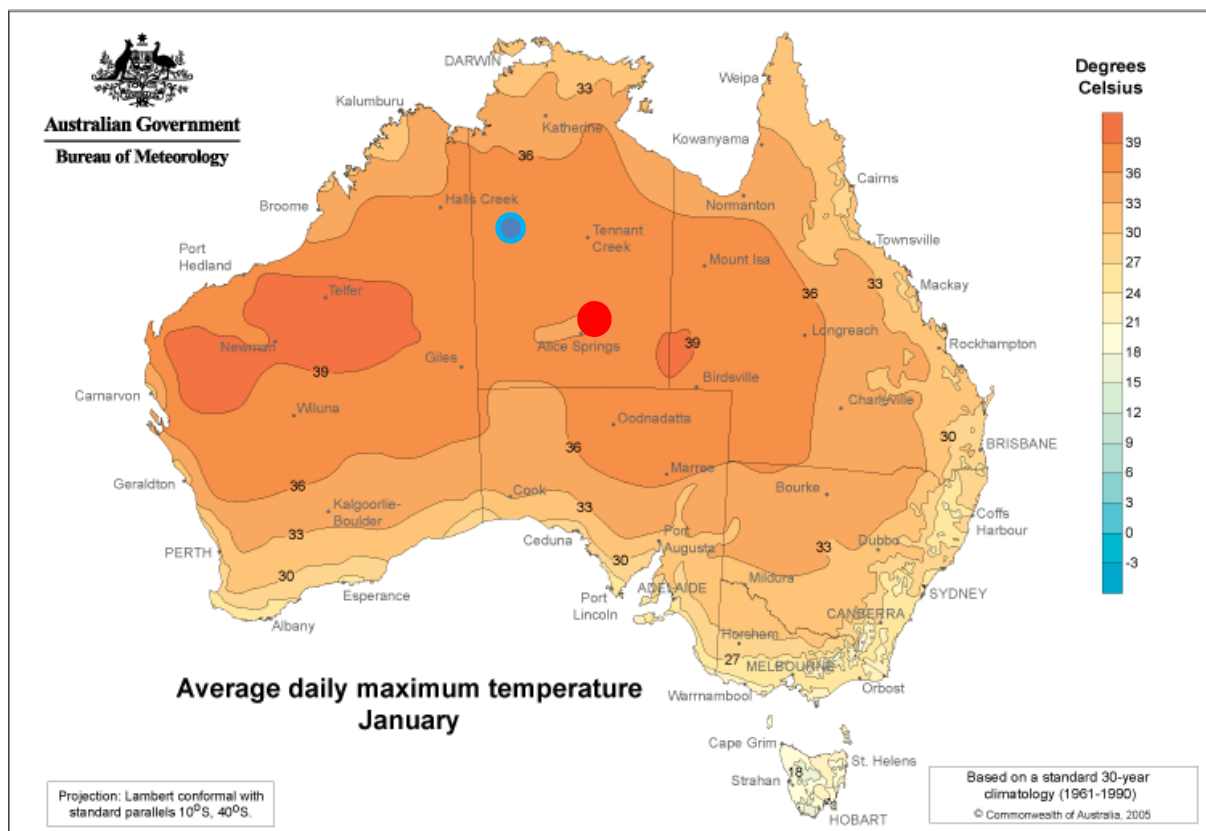 Australian Government
Bureau of Meteorology
DARWIN
Weipa
Degrees
Celsius
33
Kalumburu
Katherine
Kowanyama
39
36
36
Cairns
33
Halls Creek
Normanton
30
Broome
27
Tennant
Creek
Townsville
24
Port
Hedland
Mount Isa
21
33
Mackay
Telfer
36
18
Longreach
15
Newman
Alice Springs
39
Rockhampton
12
Giles
39
Birdsville
9
Carnarvon
Wiluna
Charleville
6
Oodnadatta
30
BRISBANE
3
36
Marree
0
Geraldton
36
Cook
Bourke
-3
Kalgoorlie-
Boulder
33
Coffs
Harbour
33
Port
Augusta
Dubbo
PERTH
Ceduna
33
30
30
Mildura
Esperance
ADELAIDE
SYDNEY
Port
Lincoln
CANBERRA
Albany
Horsham
27
MELBOURNE
Average daily maximum temperature
January
Warrnambool
Orbost
Cape Grim
St. Helens
18
Strahan
HOBART
Projection: Lambert conformal with
standard parallels 10°S, 40°S.
Based on a standard 30-year
climatology (1961-1990)
© Commonwealth of Australia, 2005